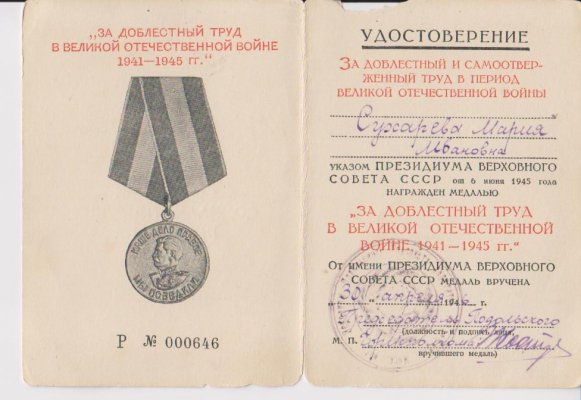 „ЗА ДОБЛЕСТНЫЙ ТРУД
В ВЕЛИКОЙ ОТЕЧЕСТВЕННОЙ ВОЙНЕ
1941—1945 гг."
НАШЕ ДЕЛО ПРАВОЕ
МЫ ПОБЕДИЛИ
Р № 000646
УДОСТОВЕРЕНИЕ
ЗА ДОБЛЕСТНЫЙ И САМООТВЕР-
ЖЕННЫЙ ТРУД В ПЕРИОД
ВЕЛИКОЙ ОТЕЧЕСТВЕННОЙ ВОЙНЫ
Сухарева Мария
Ивановна
УКАЗОМ ПРЕЗИДИУМА ВЕРХОВНОГО
СОВЕТА СССР от 6 июня 1945 года
НАГРАЖДЕН МЕДАЛЬЮ
„ЗА ДОБЛЕСТНЫЙ ТРУД
В ВЕЛИКОЙ ОТЕЧЕСТВЕННОЙ
ВОЙНЕ 1941—1945 гг."
От имени ПРЕЗИДИУМА ВЕРХОВНОГО
СОВЕТА СССР МЕДАЛЬ ВРУЧЕНА
„30" апреля 1946 г.
Председатель Подольского
(должность и подпись лица,
М. П.
вручившего медаль)